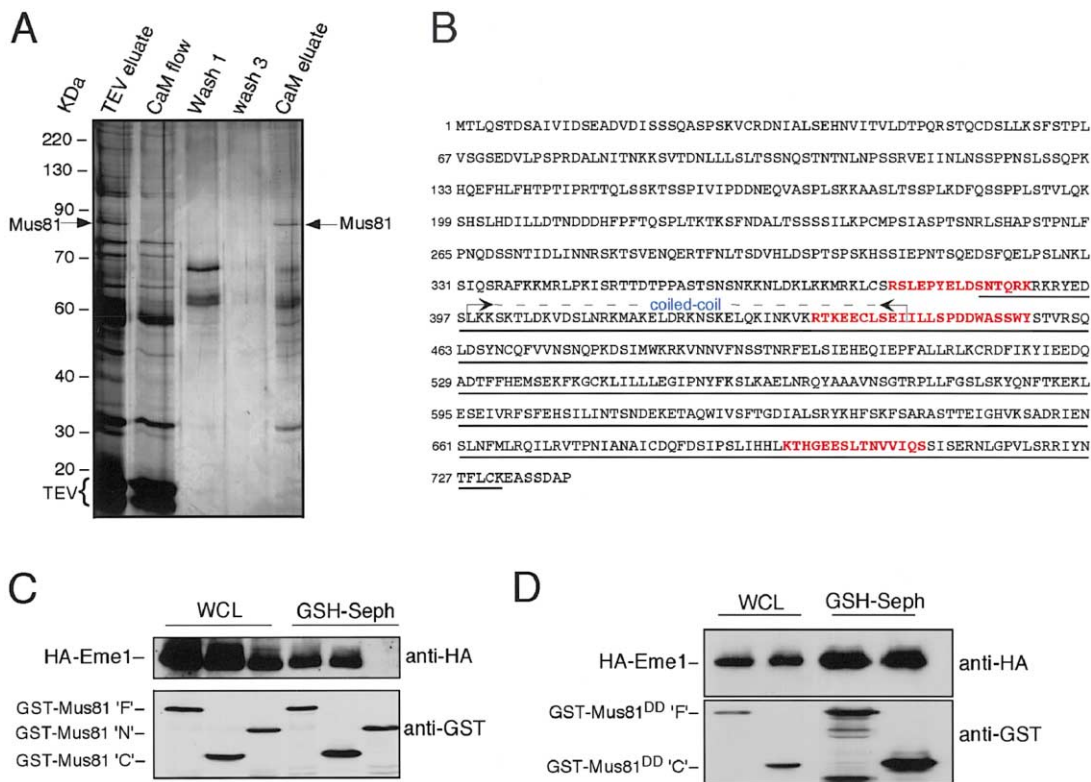 A
KDa
TEV eluate
CaM flow
Wash 1
wash 3
CaM eluate
220
130
90
Mus81
Mus81
70
60
40
30
20
TEV
B
1 MTLQSTDSAIVIDSEADVDISSSQASPSKVCRDNIALSEHNVITVLDTPQRSTQCDSLLKSFSTPL
67 VSGSEDVLPSPRDALNITNKKSVTDNLLLSLTSSNQSTNTNLNPSSRVEIINLNSSPPNSLSSQPK
133 HQEFHLFHTPTIPRTTQLSSKTSSPIVIPDDNEQVASPLSKKAASLTSSPLKDFQSSPPLSTVLQK
199 SHSLHDILLDTNDDDHFPFTQSPLTKTKSFNDALTSSSSILKPCMPSIASPTSNRLSHAPSTPNLF
265 PNQDSSNTIDLINNRSKTSVENQERTFNLTSDVHLDSPTKSHMNISIPNTSQEDSFQELPSLNKL
331 SIQSRAFKKMRLPKISRTTDTPPASTSNSNKKNLDKLKKMRKLCSRSLEPYELDSNTQRKRKRYED
coiled-coil
397 SLKKSKTLDKVDSLNRKMAKELDRKNSKELQKINKVKRTKEECLSEIILLSPDDWASSWYSTVRSQ
463 LDSYNCQFVVNSNQPKDSIMWKRKVNNVFNSSTNRFELSIEHEQIEPFALLRLKCRDFIKYIEEDQ
529 ADTFFHEMSEKFKGCKLILLLEGIPNYFKSLKAELNRQYAAAVNSGTRPLLFGSLSKYQNFTKEKL
595 ESEIVRFSFEHSILINTSNDEKETAQWIVSFTGDIALSRYKHFSKFSARASTTEIGHVKSADRIEN
661 SLNFMLRQILRVTPNIANAICDQFDSIPSLIHHLKTHGEESLTNVVIQSSISERNLGPVLSRRIYN
727 TFLCKEASSDAP
C
WCL
GSH-Seph
HA-Eme1–
anti-HA
GST-Mus81 'F'–
GST-Mus81 'N'–
GST-Mus81 'C'–
anti-GST
D
WCL
GSH-Seph
HA-Eme1–
anti-HA
GST-Mus81DD 'F'–
GST-Mus81DD 'C'–
anti-GST